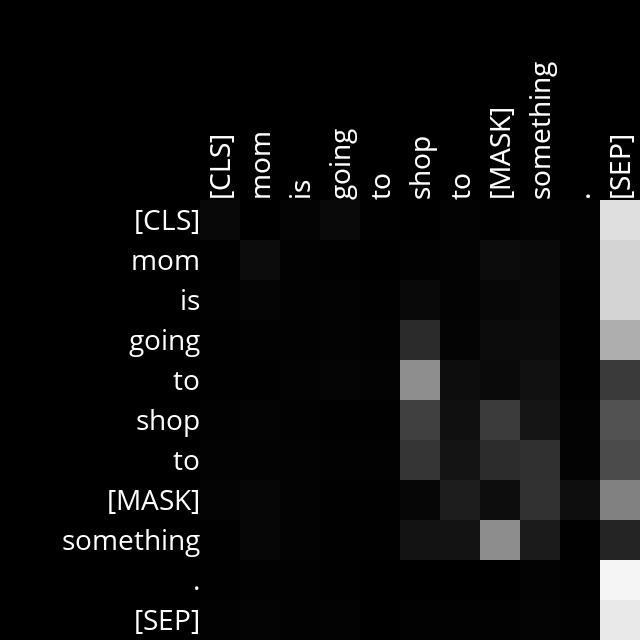 [CLS] mom is going to shop to [MASK] something . [SEP]
[CLS]
mom
is
going
to
shop
to
[MASK]
something
.
[SEP]